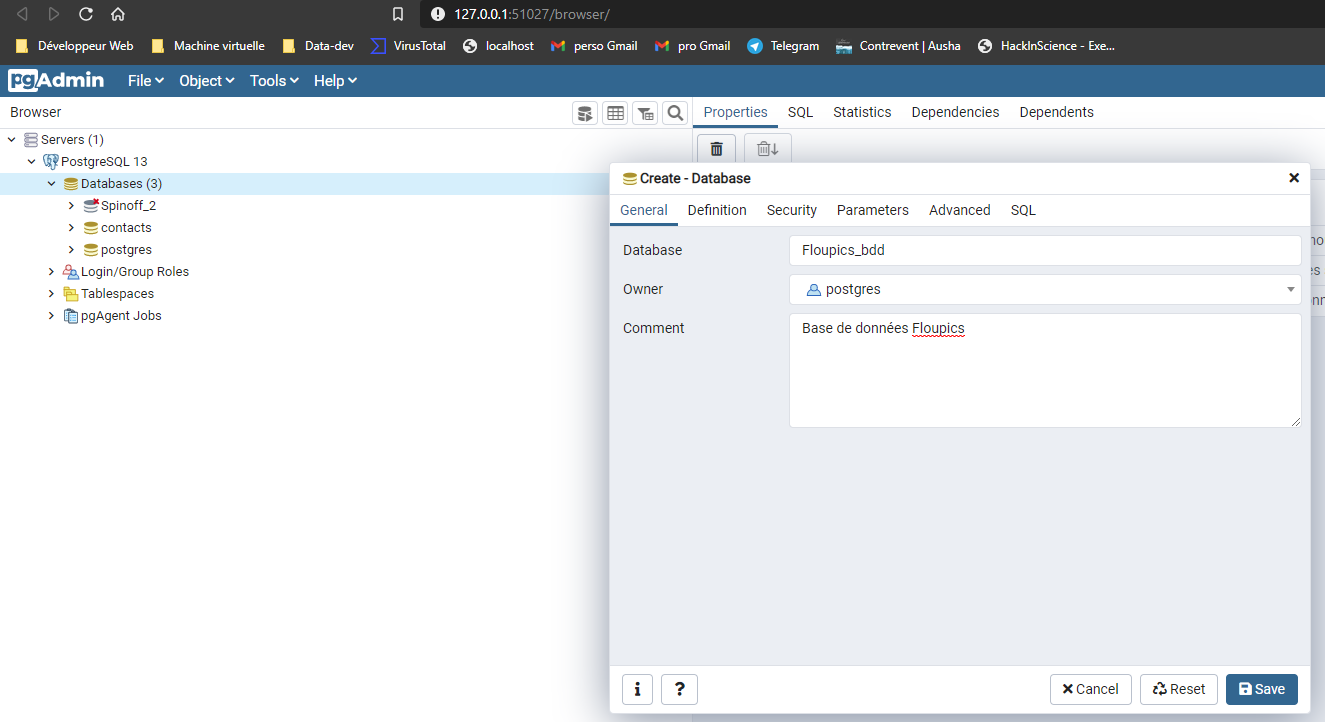 127.0.0.1:51027/browser/
Développeur Web Machine virtuelle Data-dev VirusTotal localhost perso Gmail pro Gmail Telegram Contrevent | Ausha HackInScience - Exe...
pgAdmin File Object Tools Help
Browser
Properties SQL Statistics Dependencies Dependents
Servers (1)
PostgreSQL 13
Databases (3)
Spinoff_2
contacts
postgres
Login/Group Roles
Tablespaces
pgAgent Jobs
Create - Database
General Definition Security Parameters Advanced SQL
Database Floupics_bdd
Owner postgres
Comment Base de données Floupics
i ? Cancel Reset Save